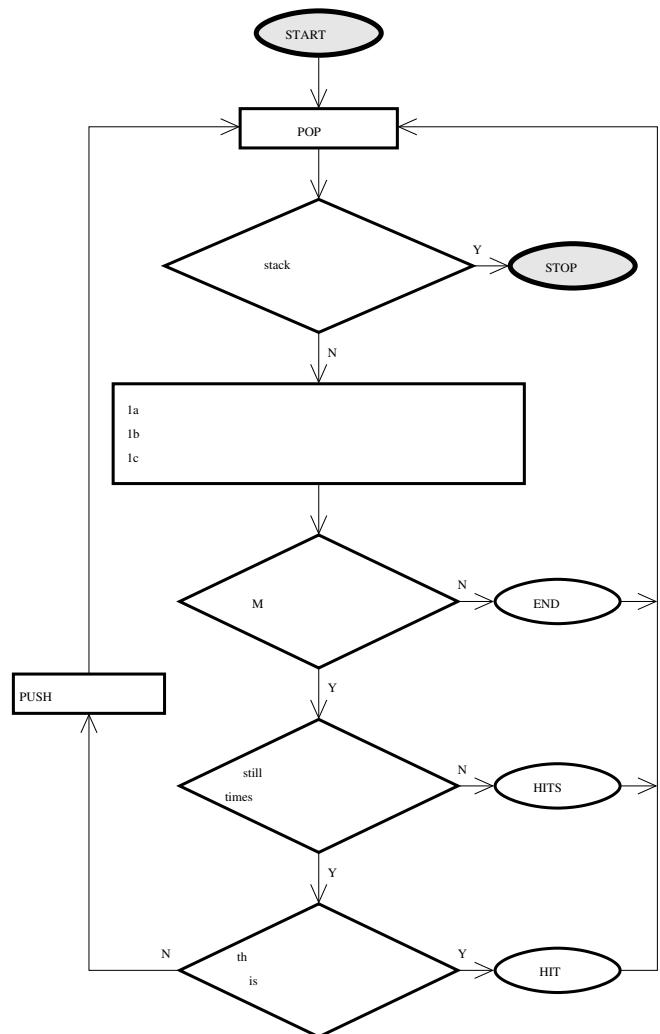 START
POP
stack
Y
STOP
N
1a
1b
1c
M
N
END
PUSH
Y
still
times
N
HITS
Y
N
th
is
Y
HIT